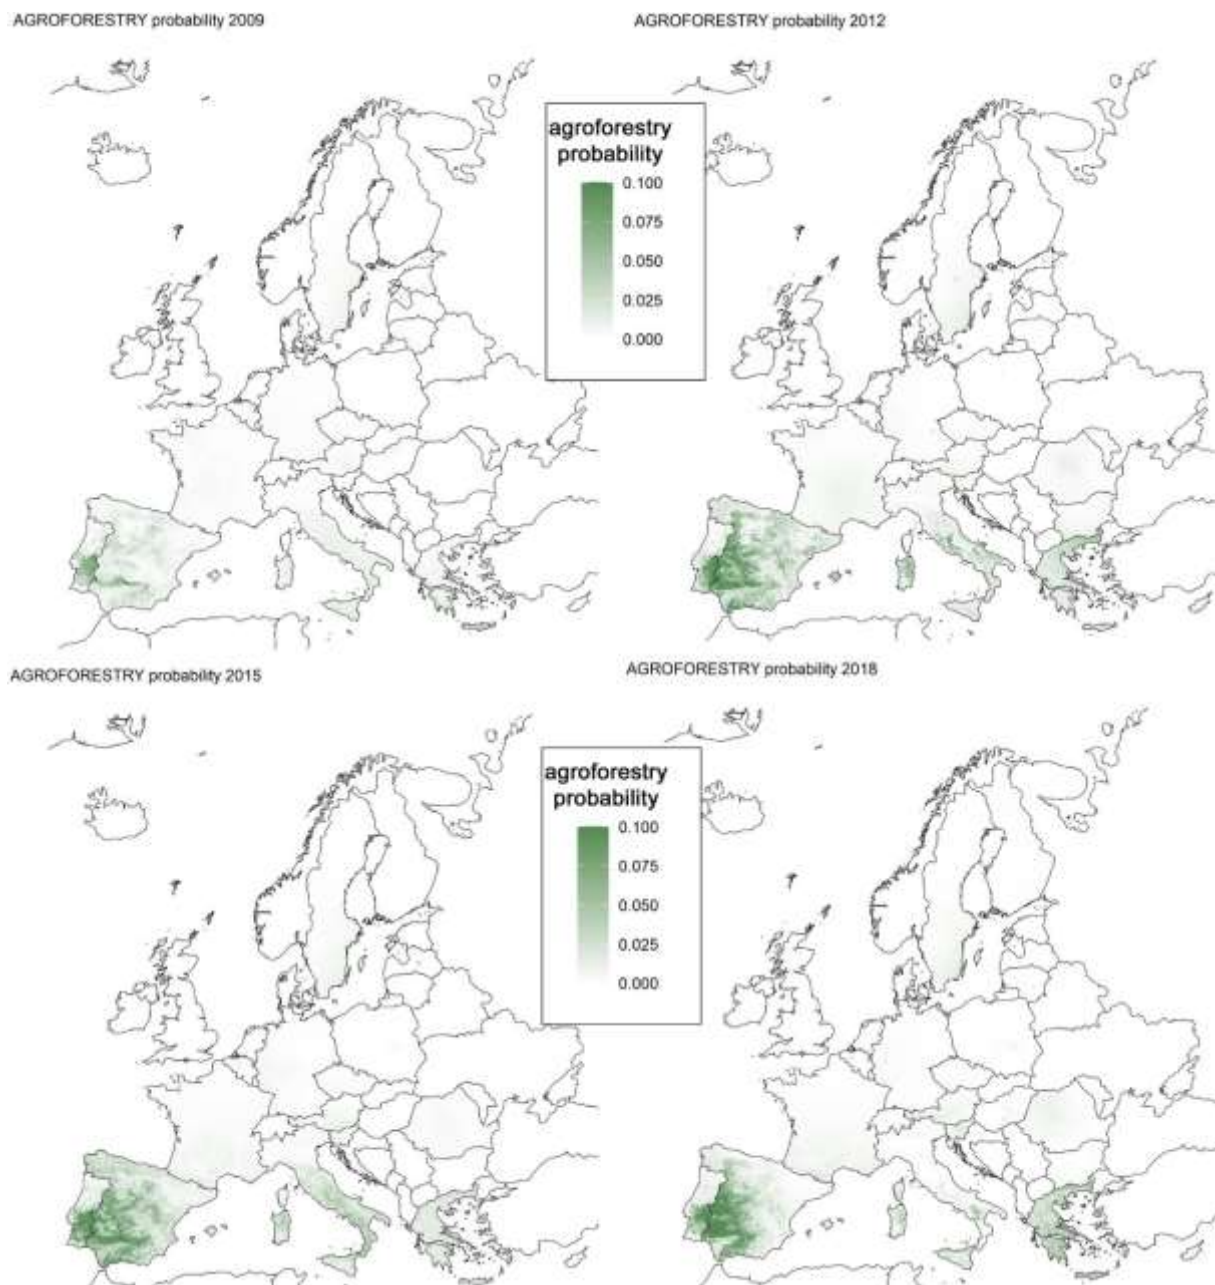 AGROFORESTRY probability 2009
AGROFORESTRY probability 2012
agroforestry
probability
0.100
0.075
0.050
0.025
0.000
AGROFORESTRY probability 2015
AGROFORESTRY probability 2018
agroforestry
probability
0.100
0.075
0.050
0.025
0.000